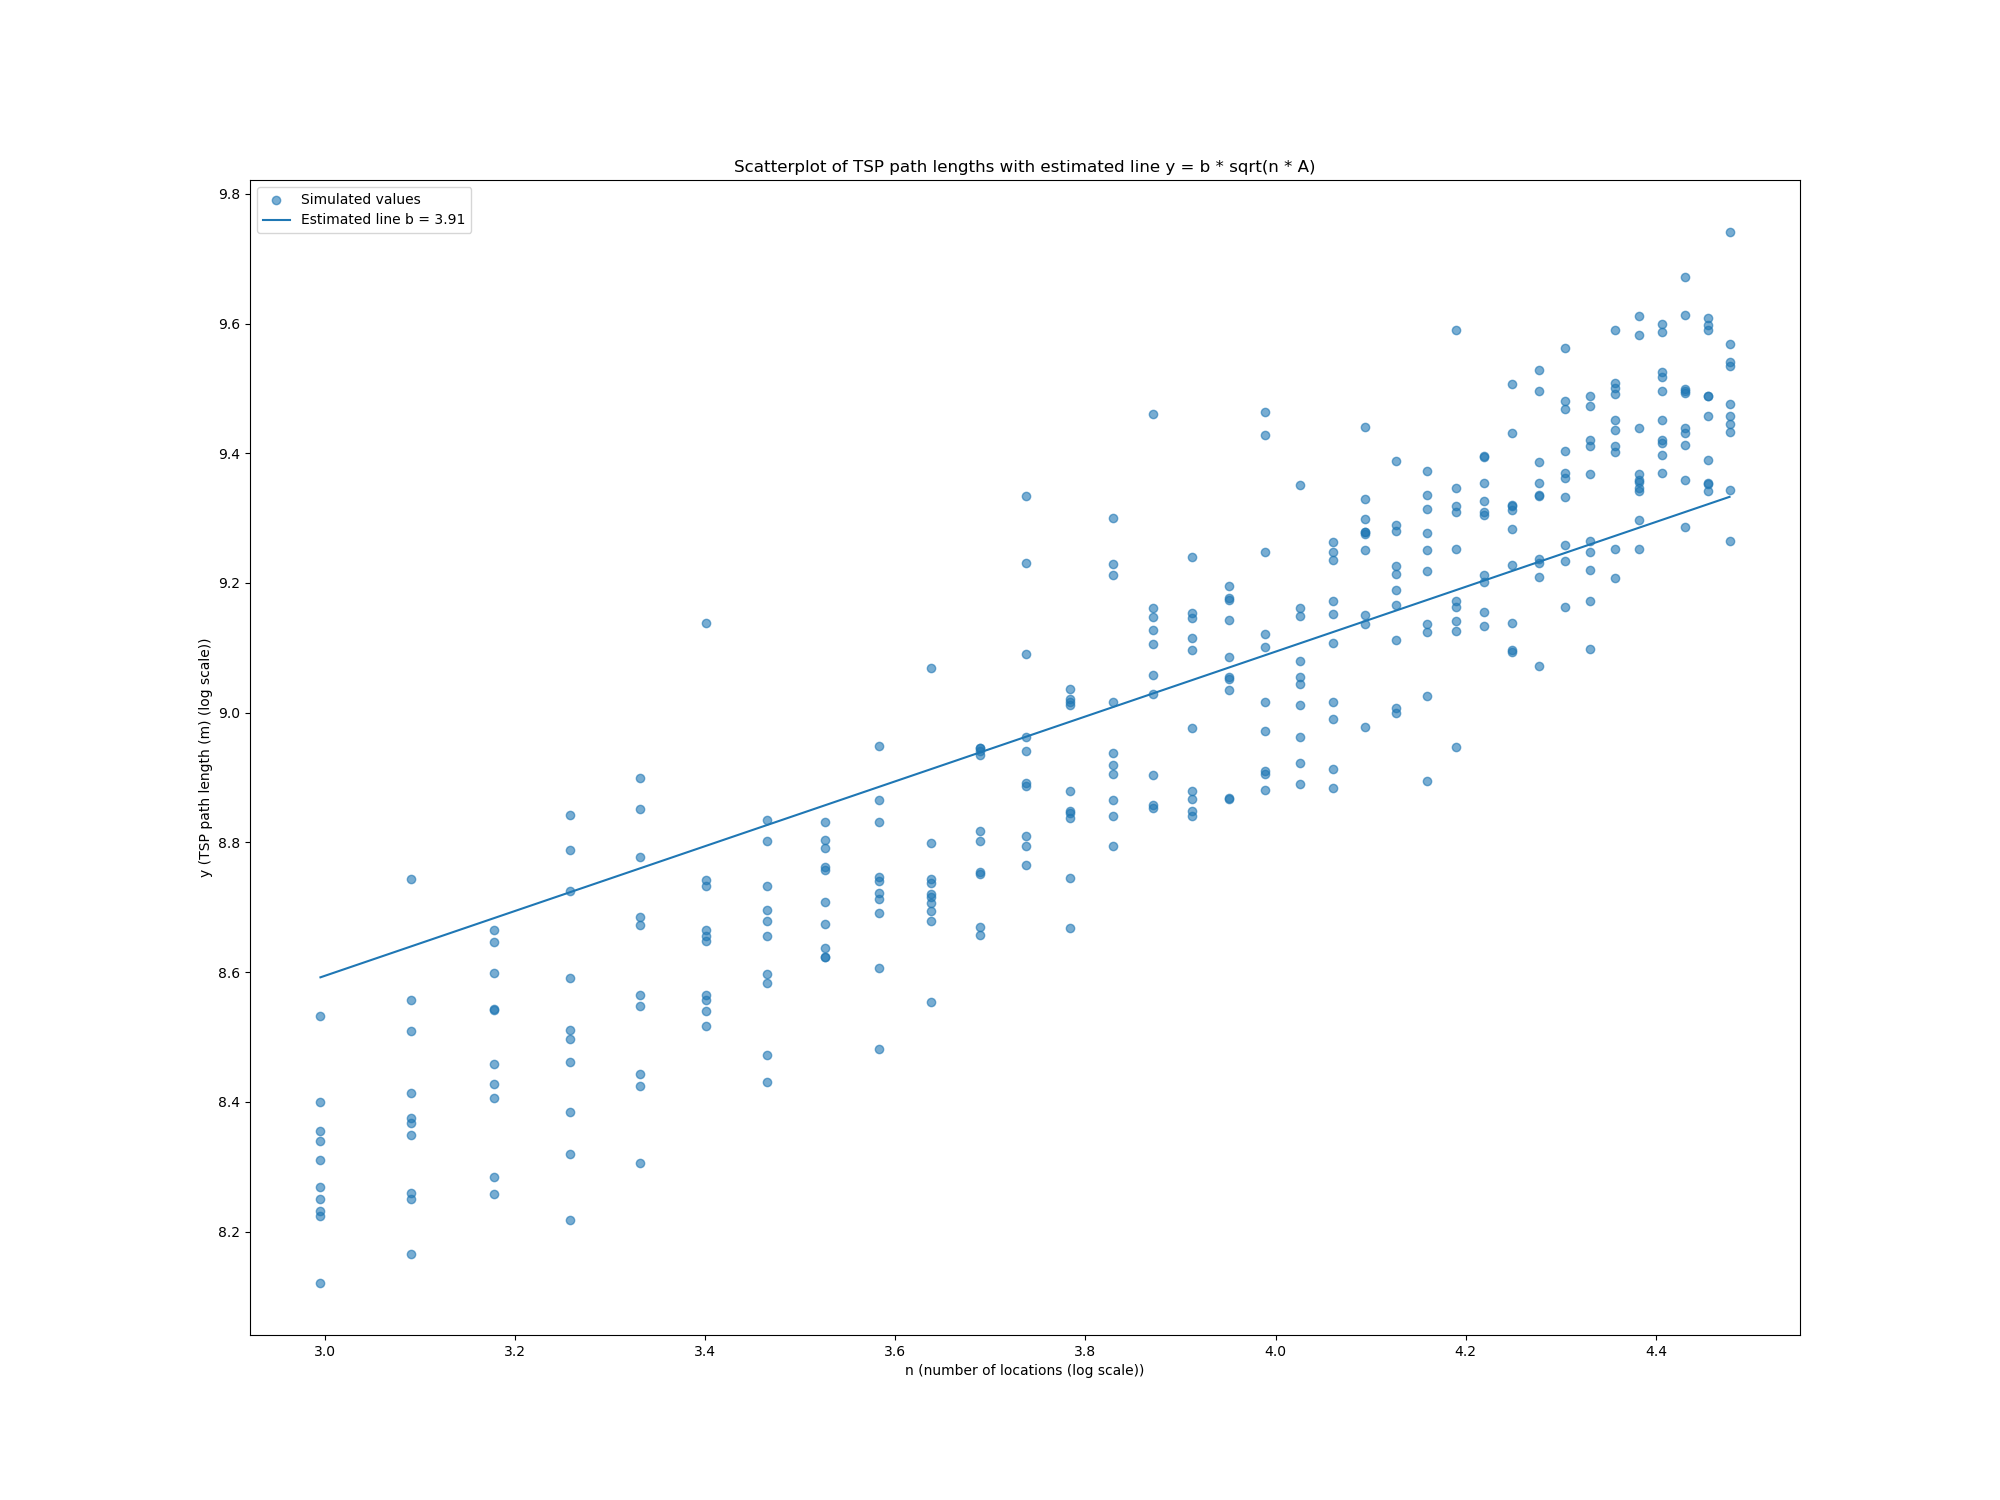 Scatterplot of TSP path lengths with estimated line y = b * sqrt(n * A)
Simulated values
Estimated line b = 3.91
9.8
9.6
9.4
9.2
9.0
8.8
8.6
8.4
8.2
y (TSP path length (m) (log scale))
3.0 3.2 3.4 3.6 3.8 4.0 4.2 4.4
n (number of locations (log scale))